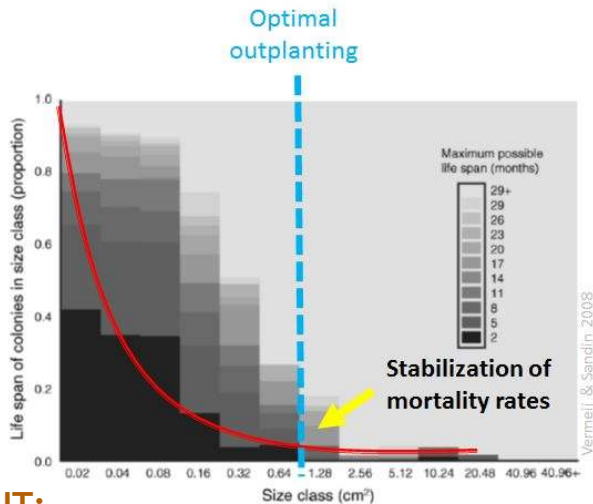 Optimal
outplanting
1.0
0.8
0.6
0.4
0.2
0.0
Life span of colonies in size class (proportion)
Maximum possible
life span (months)
29+
29
26
23
20
17
14
11
8
5
2
Stabilization of
mortality rates
Vermeij & Sandin 2008
0.02 0.04 0.08 0.16 0.32 0.64 1.28 2.56 5.12 10.24 20.48 40.96 40.96+
Size class (cm²)
IT: